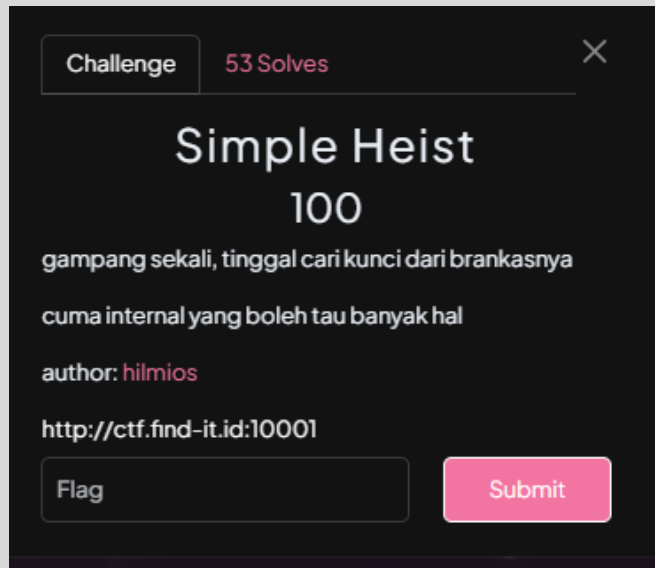 Challenge
53 Solves
Simple Heist
100
gampang sekali, tinggal cari kunci dari brankasnya
cuma internal yang boleh tau banyak hal
author: hilmios
http://ctf.find-it.id:10001
Flag
Submit